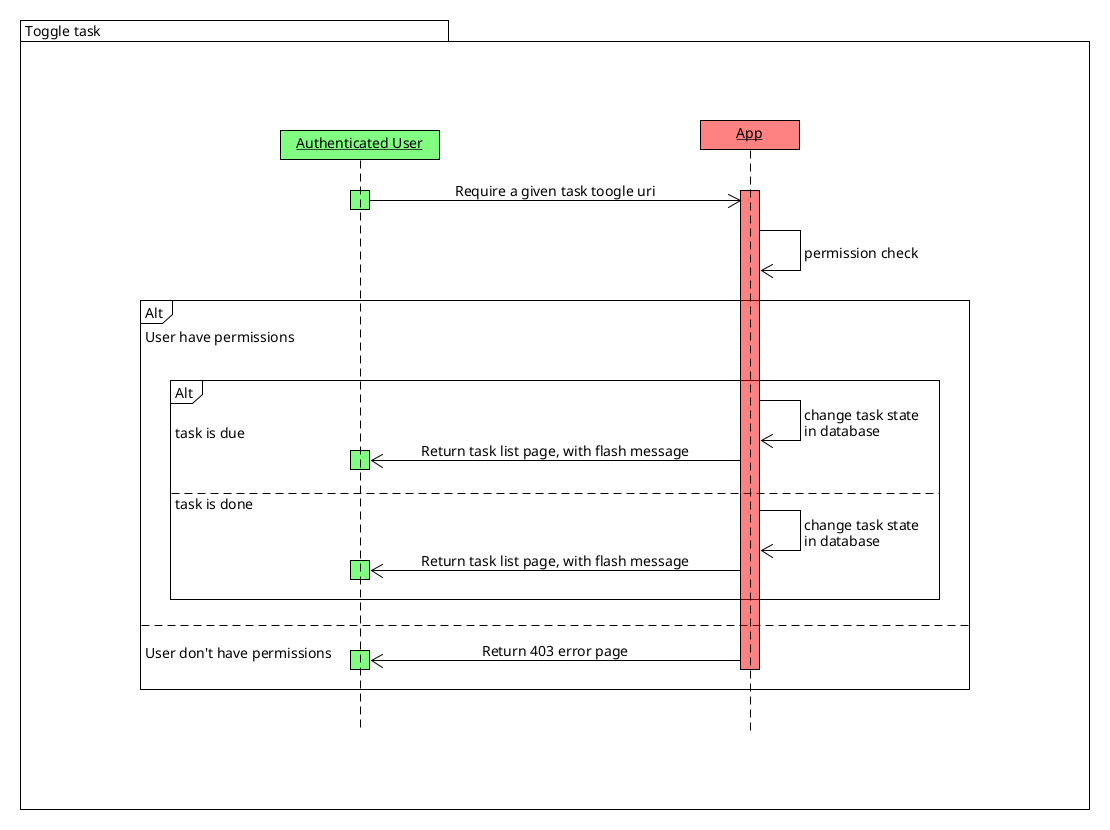 Toggle task
Authenticated User
App
Require a given task toogle uri
permission check
Alt
User have permissions
Alt
change task state
in database
task is due
Return task list page, with flash message
task is done
change task state
in database
Return task list page, with flash message
User don't have permissions
Return 403 error page